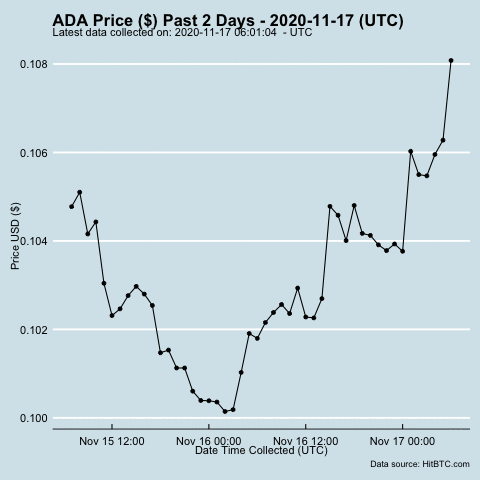 ADA Price ($) Past 2 Days - 2020-11-17 (UTC)
Latest data collected on: 2020-11-17 06:01:04  - UTC
0.108
0.106
0.104
0.102
0.100
Price USD ($)
Nov 15 12:00
Nov 16 00:00
Nov 16 12:00
Nov 17 00:00
Date Time Collected (UTC)
Data source: HitBTC.com